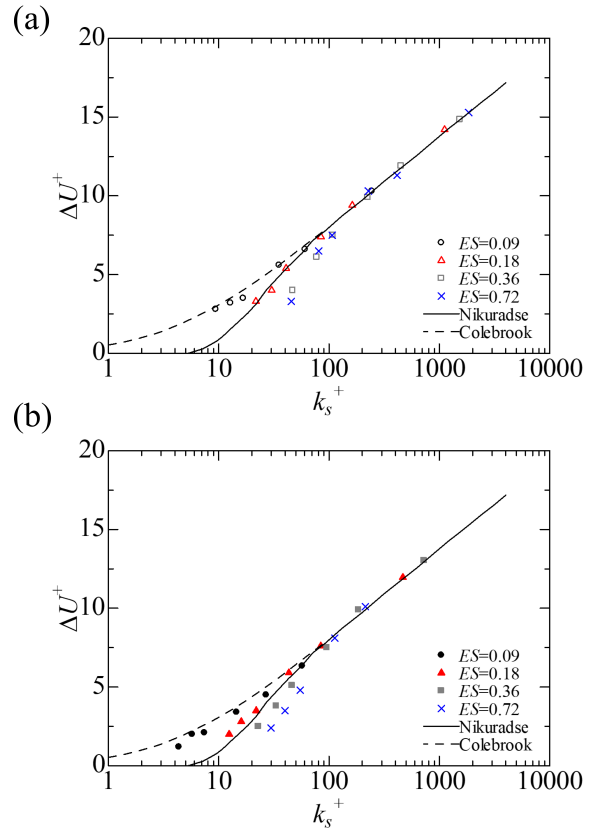 (a)
20
15
10
5
0
ΔU⁺
ES=0.09
ES=0.18
ES=0.36
ES=0.72
Nikuradse
Colebrook
1 10 100 1000 10000
kₛ⁺
(b)
20
15
10
5
0
ΔU⁺
ES=0.09
ES=0.18
ES=0.36
ES=0.72
Nikuradse
Colebrook
1 10 100 1000 10000
kₛ⁺